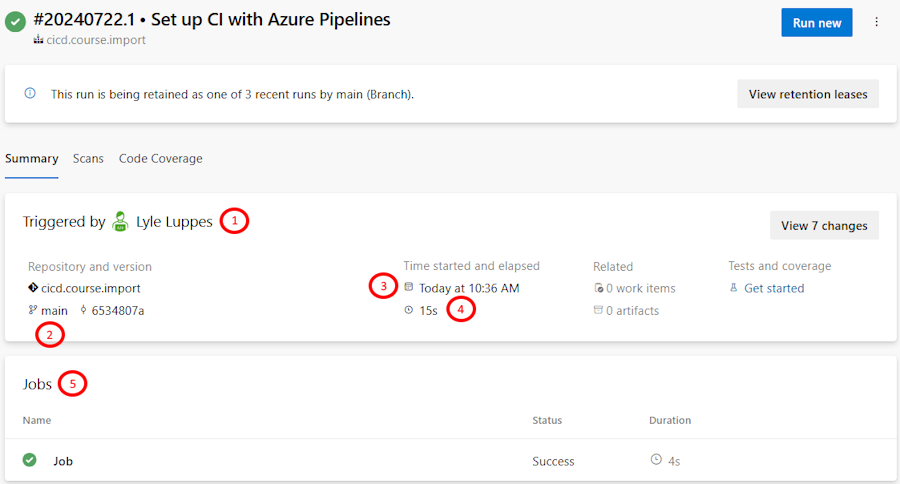 #20240722.1 • Set up CI with Azure Pipelines
Run new
cicd.course.import
This run is being retained as one of 3 recent runs by main (Branch).
View retention leases
Summary Scans Code Coverage
Triggered by Lyle Luppes 1
View 7 changes
Repository and version Time started and elapsed Related Tests and coverage
cicd.course.import 3 Today at 10:36 AM 0 work items Get started
main 6534807a 15s 4 0 artifacts
2
Jobs 5
Name Status Duration
Job Success 4s